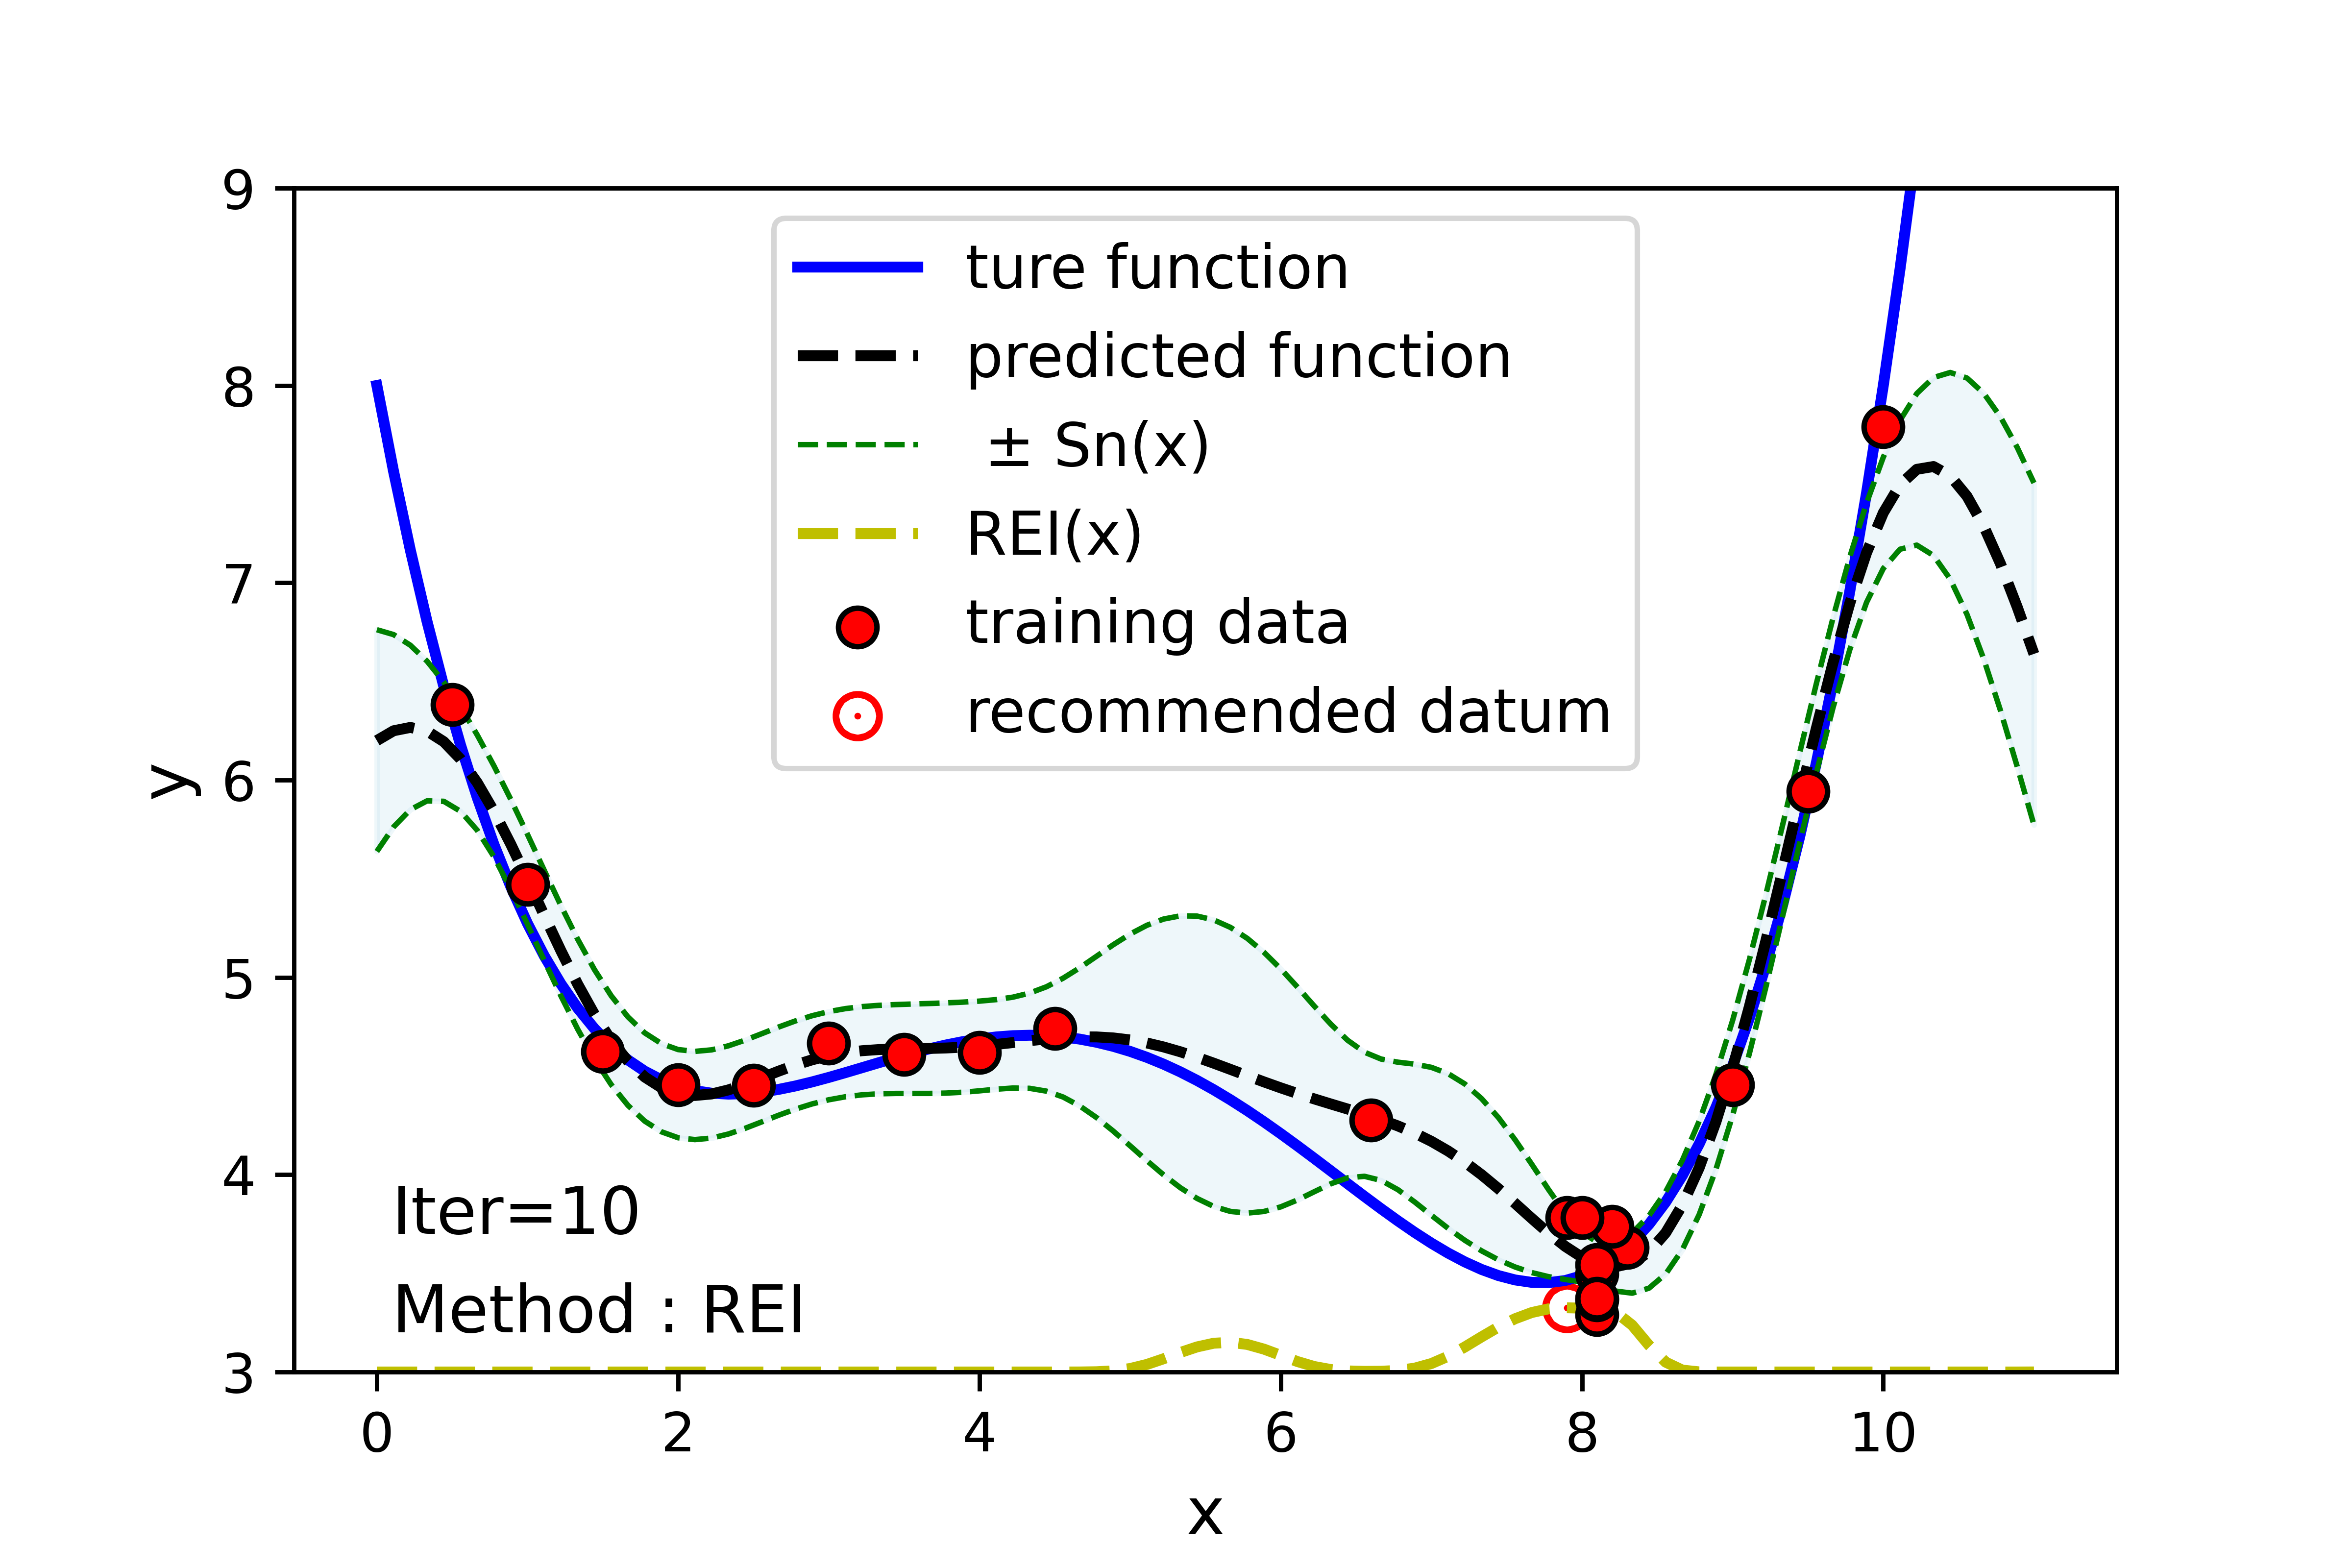 9
8
7
6
5
4
3
y
ture function
predicted function
± Sn(x)
REI(x)
training data
recommended datum
Iter=10
Method : REI
0 2 4 6 8 10
x